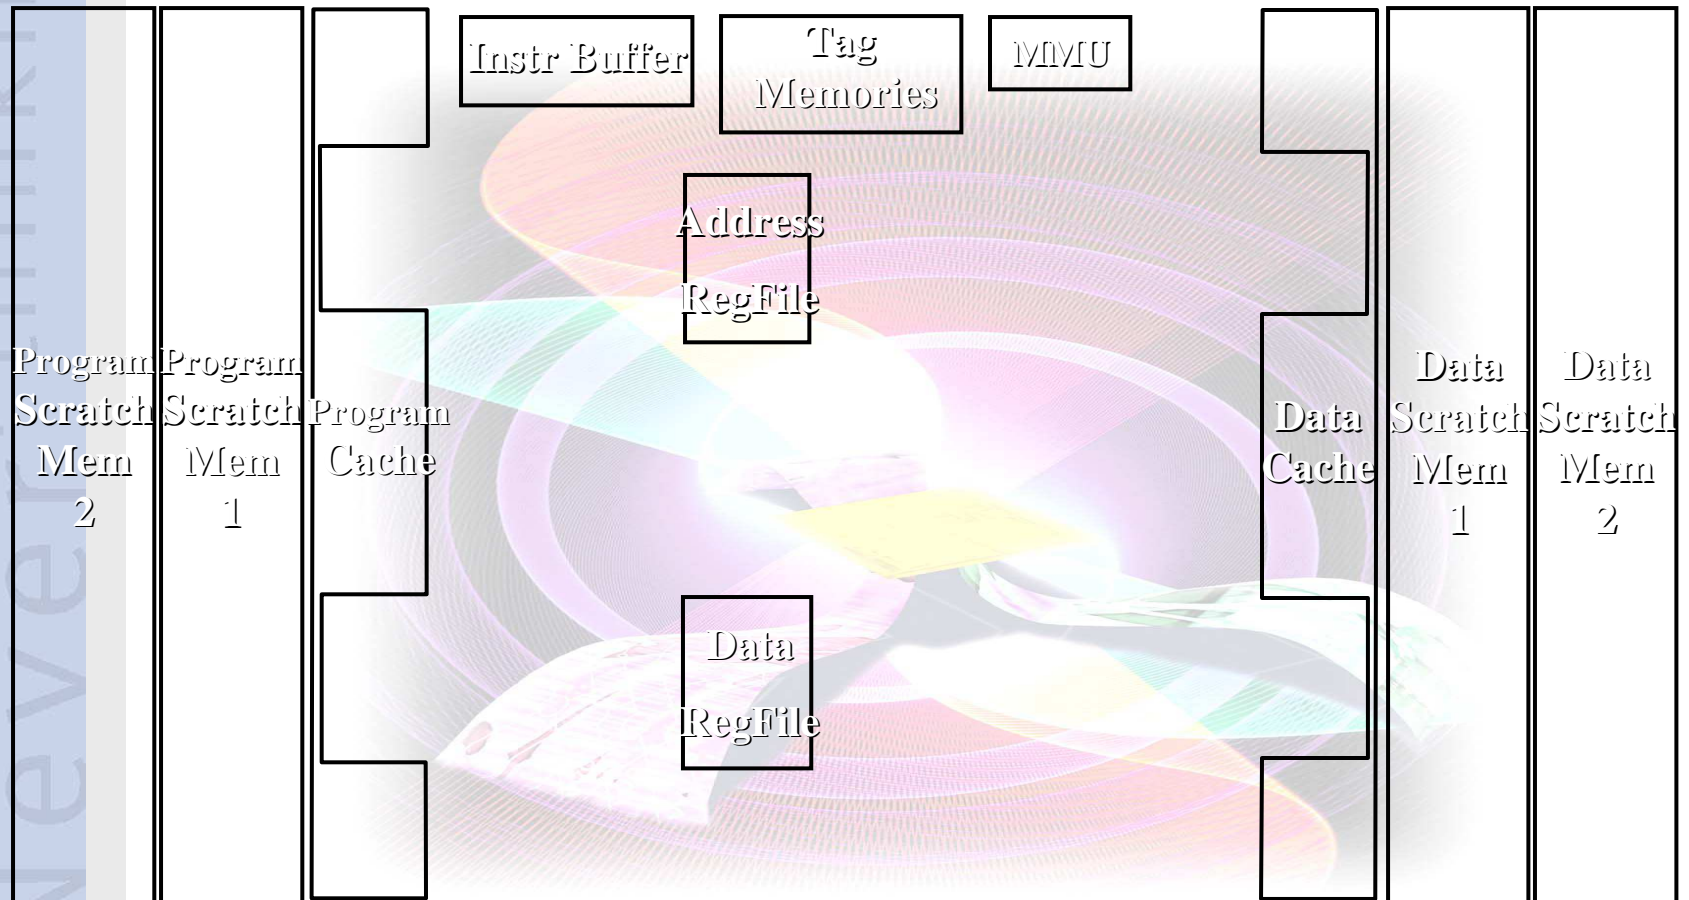 Instr Buffer
Tag
Memories
MMU
Address
RegFile
Program
Scratch
Mem
2
Program
Scratch
Mem
1
Program
Cache
Data
Cache
Data
Scratch
Mem
1
Data
Scratch
Mem
2
Data
RegFile
Never